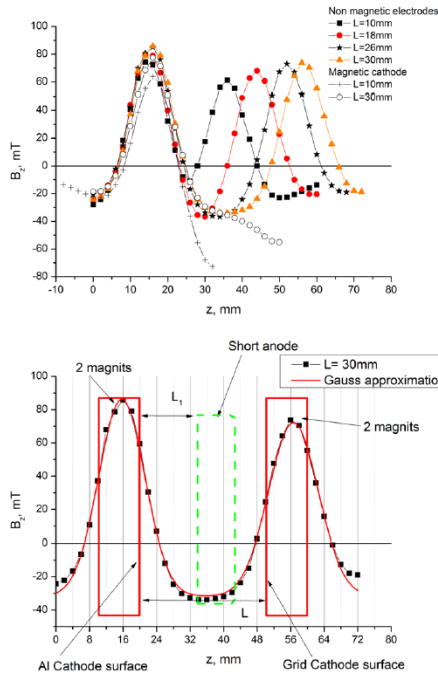 Non magnetic electrodes
L=10mm
L=18mm
L=26mm
L=30mm
Magnetic cathode
L=10mm
L=30mm
80
60
40
20
0
-20
-40
-60
-80
B_z, mT
-10 0 10 20 30 40 50 60 70 80
z, mm
Short anode
L= 30mm
Gauss approximatio
2 magnits
L₁
2 magnits
100
80
60
40
20
0
-20
-40
B_z, mT
L
0 8 16 24 32 40 48 56 64 72 80
Al Cathode surface
z, mm
Grid Cathode surface